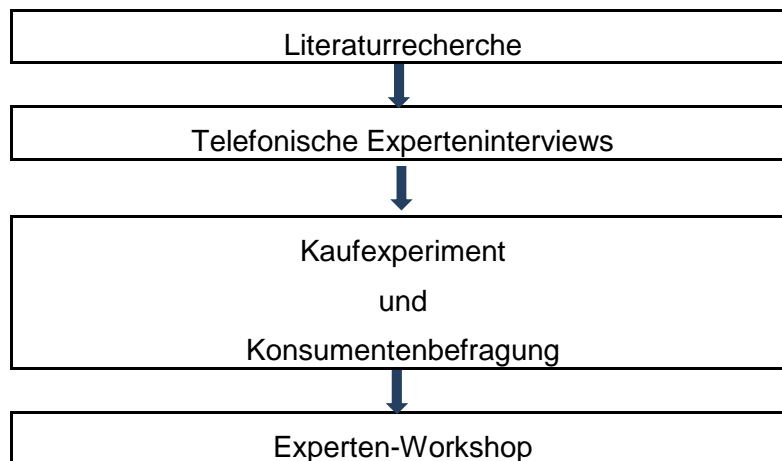 Literaturrecherche
Telefonische Experteninterviews
Kaufexperiment
und
Konsumentenbefragung
Experten-Workshop